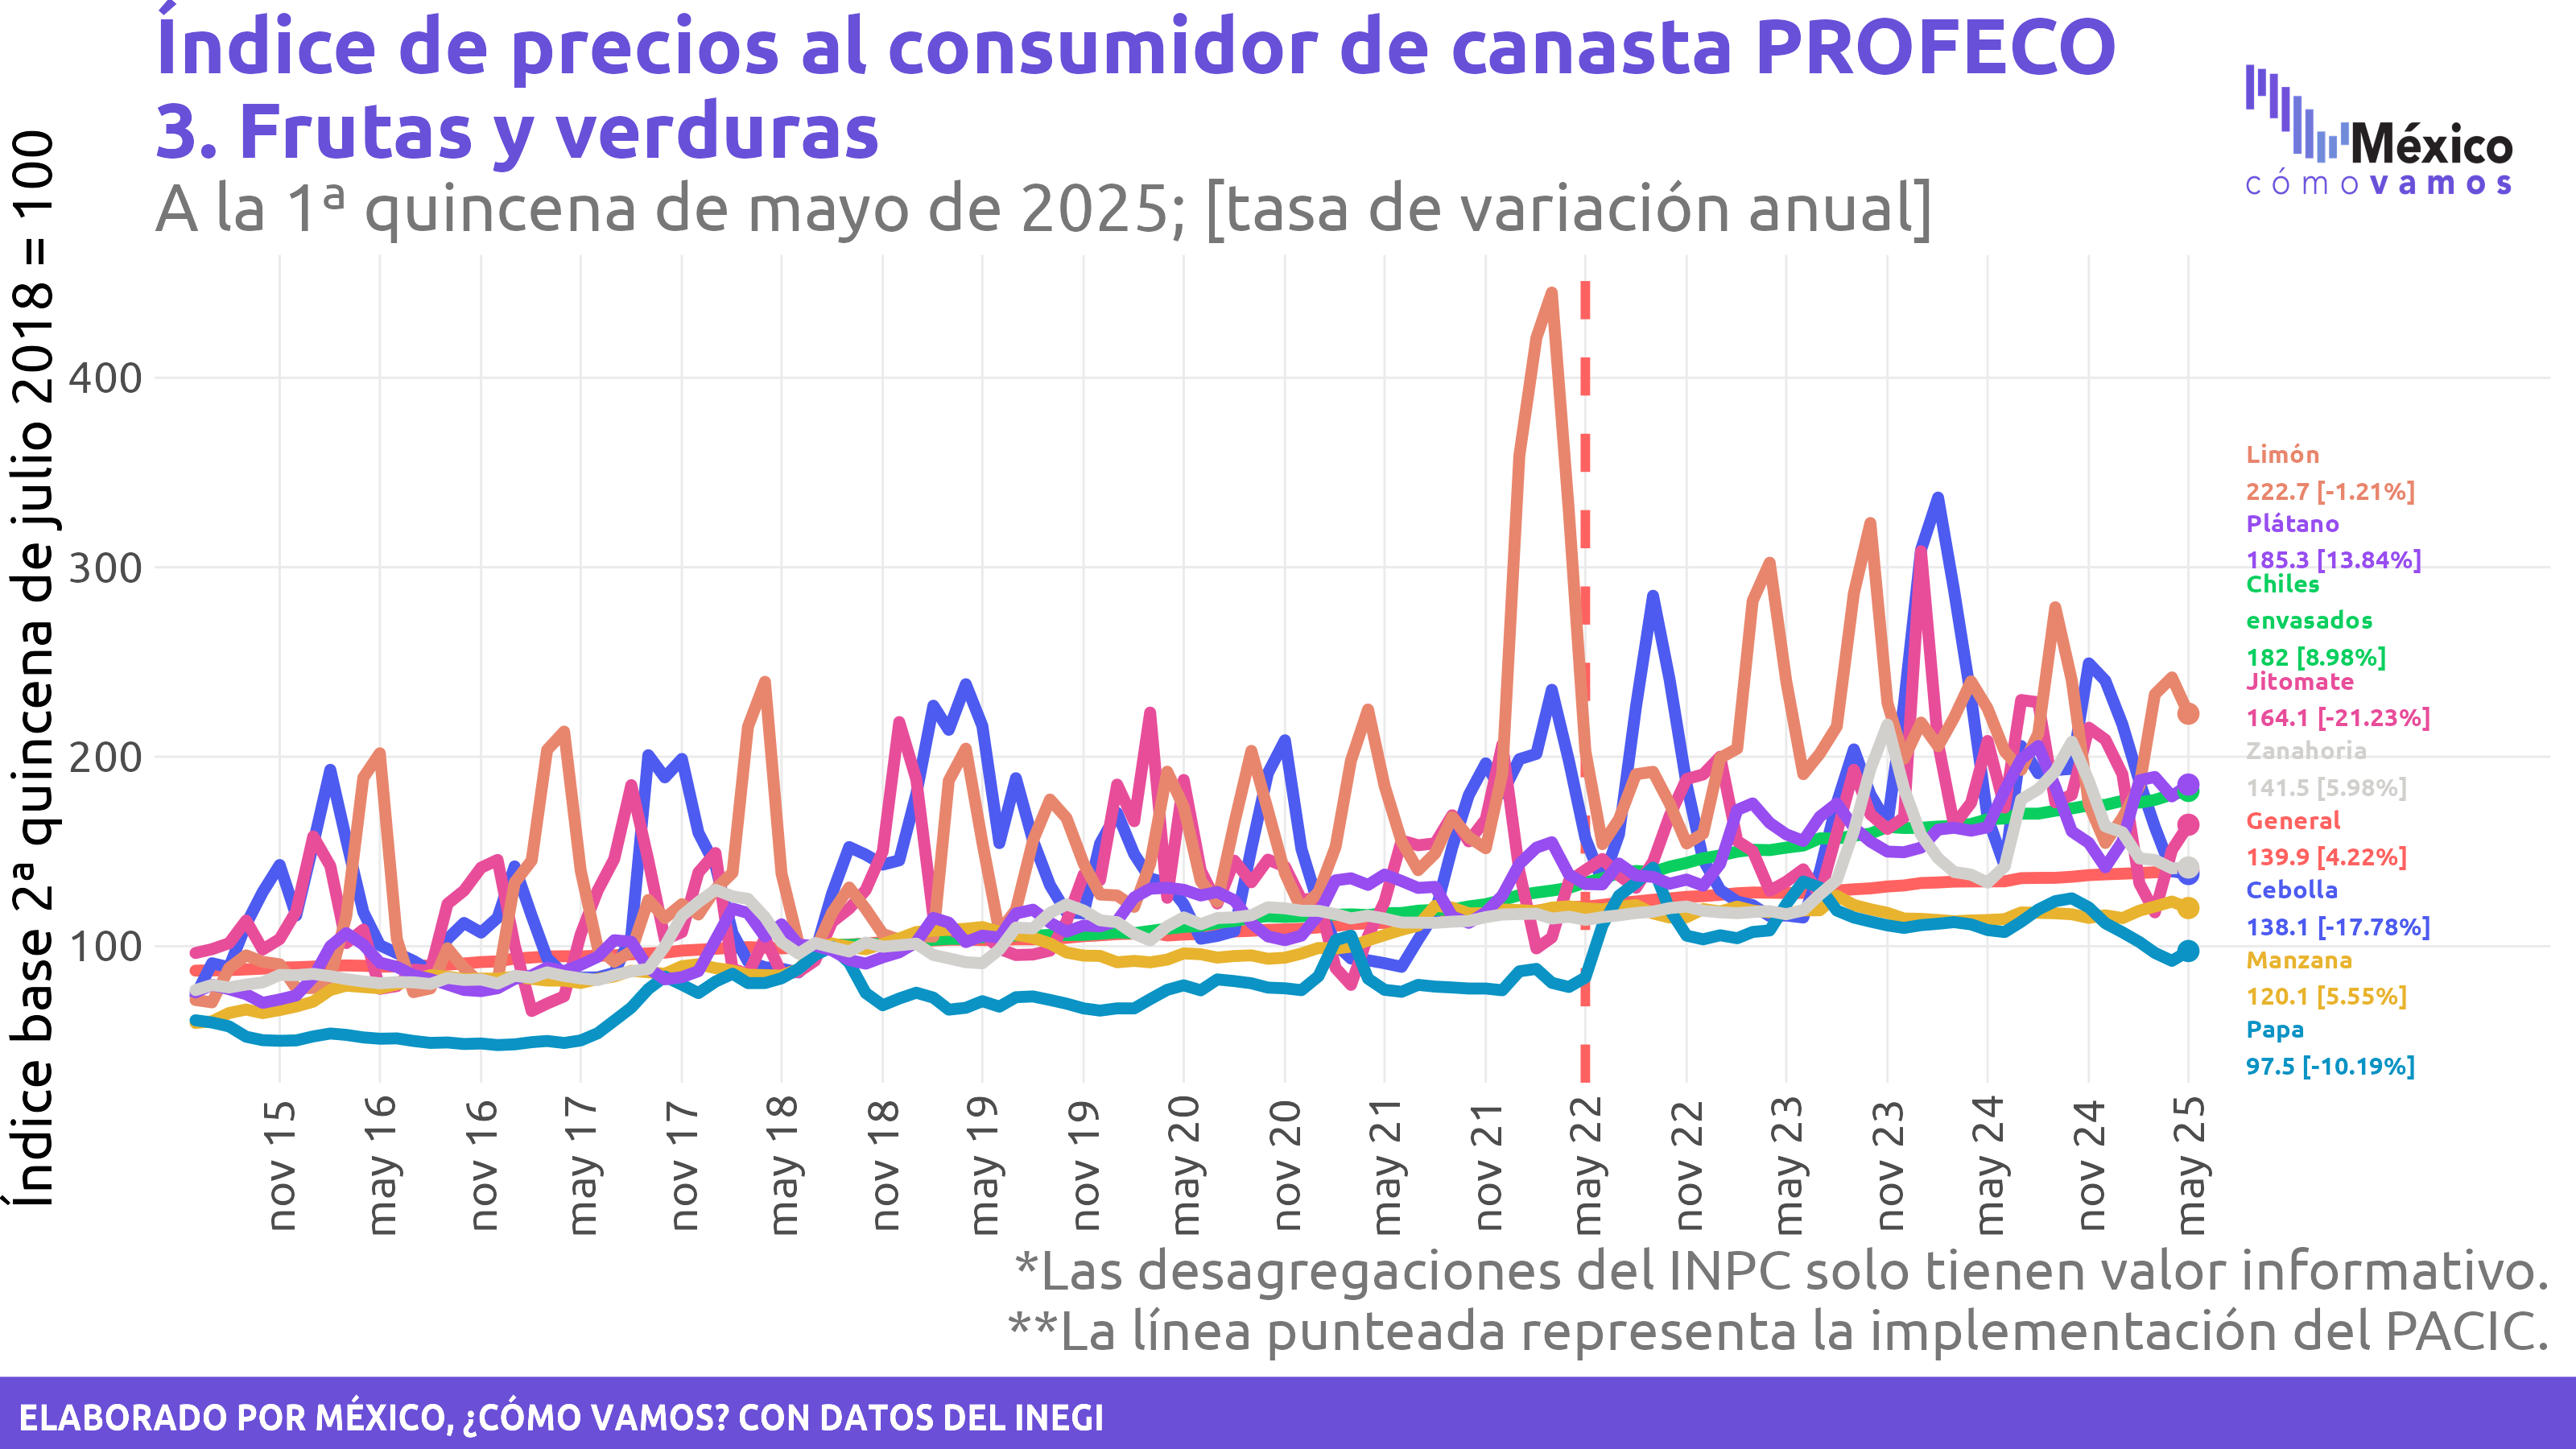 Índice de precios al consumidor de canasta PROFECO
3. Frutas y verduras
A la 1ª quincena de mayo de 2025; [tasa de variación anual]
México
cómovamos
Índice base 2ª quincena de julio 2018 = 100
400
300
200
100
Limón
222.7 [-1.21%]
Plátano
185.3 [13.84%]
Chiles
envasados
182 [8.98%]
Jitomate
164.1 [-21.23%]
Zanahoria
141.5 [5.98%]
General
139.9 [4.22%]
Cebolla
138.1 [-17.78%]
Manzana
120.1 [5.55%]
Papa
97.5 [-10.19%]
nov 15
may 16
nov 16
may 17
nov 17
may 18
nov 18
may 19
nov 19
may 20
nov 20
may 21
nov 21
may 22
nov 22
may 23
nov 23
may 24
nov 24
may 25
*Las desagregaciones del INPC solo tienen valor informativo.
**La línea punteada representa la implementación del PACIC.
ELABORADO POR MÉXICO, ¿CÓMO VAMOS? CON DATOS DEL INEGI